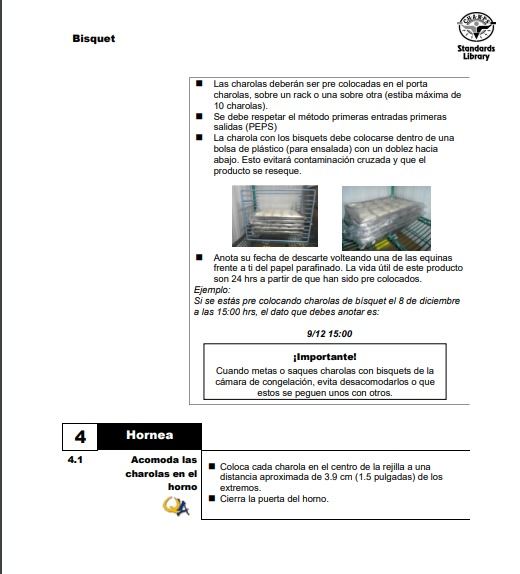 CHAMPS
Standards
Library
Bisquet
■ Las charolas deberán ser pre colocadas en el porta
charolas, sobre un rack o una sobre otra (estiba máxima de
10 charolas).
■ Se debe respetar el método primeras entradas primeras
salidas (PEPS)
■ La charola con los bisquets debe colocarse dentro de una
bolsa de plástico (para ensalada) con un doblez hacia
abajo. Esto evitará contaminación cruzada y que el
producto se reseque.
■ Anota su fecha de descarte volteando una de las equinas
frente a ti del papel parafinado. La vida útil de este producto
son 24 hrs a partir de que han sido pre colocados.
Ejemplo:
Si se estás pre colocando charolas de bísquet el 8 de diciembre
a las 15:00 hrs, el dato que debes anotar es:
9/12 15:00
¡Importante!
Cuando metas o saques charolas con bisquets de la
cámara de congelación, evita desacomodarlos o que
estos se peguen unos con otros.
4 Hornea
4.1 Acomoda las
charolas en el
horno
QA
■ Coloca cada charola en el centro de la rejilla a una
distancia aproximada de 3.9 cm (1.5 pulgadas) de los
extremos.
■ Cierra la puerta del horno.